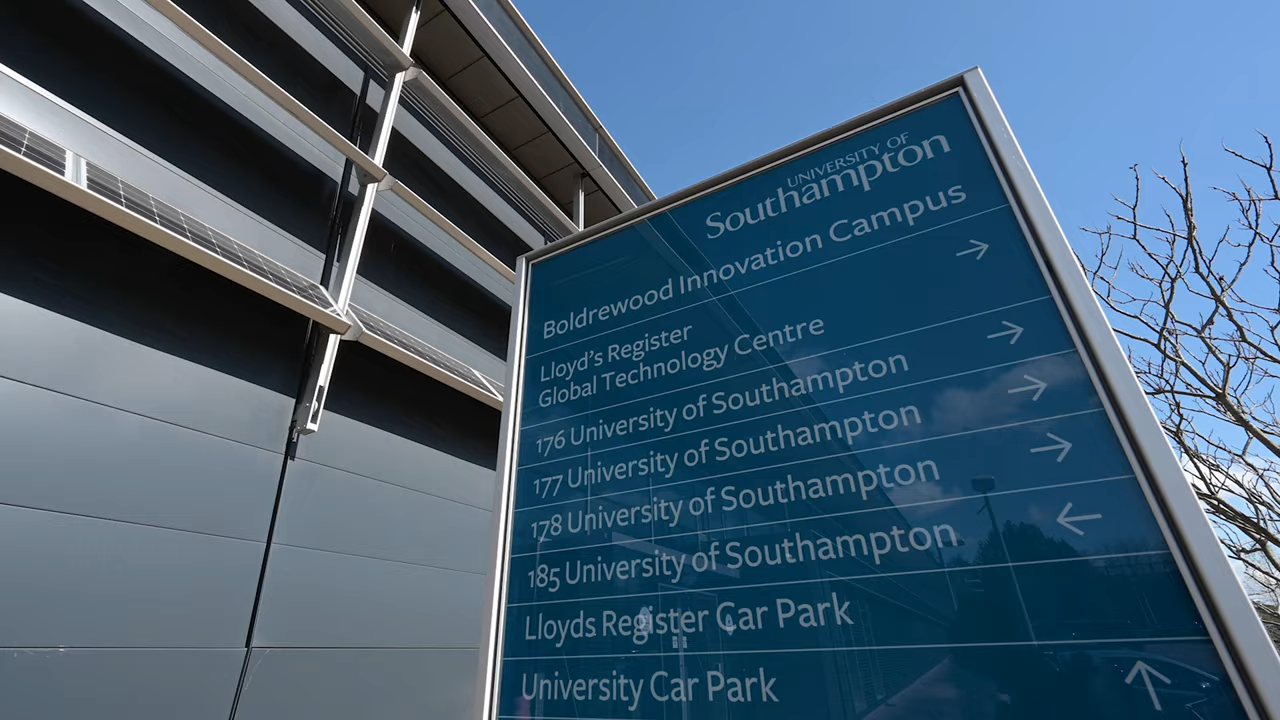 UNIVERSITY OF
Southampton
Boldrewood Innovation Campus
Lloyd's Register
Global Technology Centre
176 University of Southampton
177 University of Southampton
178 University of Southampton
185 University of Southampton
Lloyds Register Car Park
University Car Park